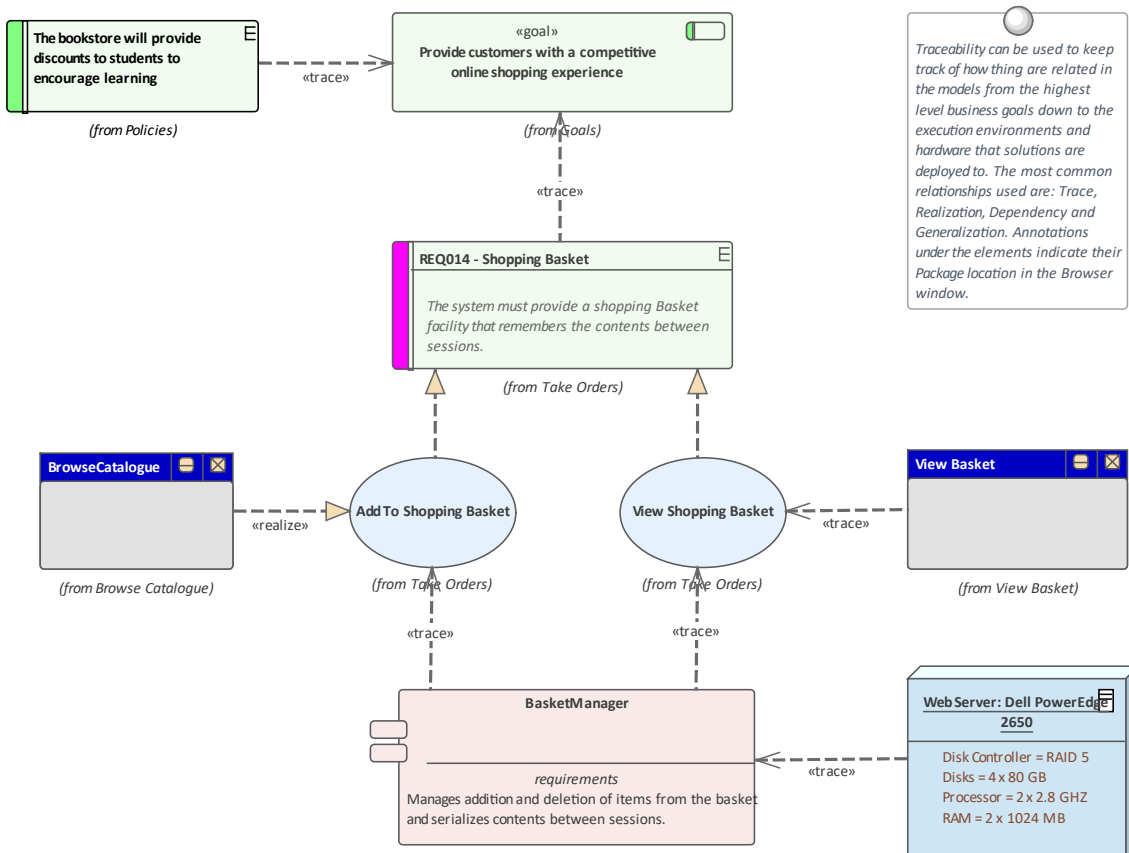 The bookstore will provide
discounts to students to
encourage learning
(from Policies)
«trace»
«goal»
Provide customers with a competitive
online shopping experience
(from Goals)
Traceability can be used to keep
track of how thing are related in
the models from the highest
level business goals down to the
execution environments and
hardware that solutions are
deployed to. The most common
relationships used are: Trace,
Realization, Dependency and
Generalization. Annotations
under the elements indicate their
Package location in the Browser
window.
«trace»
REQ014 - Shopping Basket
The system must provide a shopping Basket
facility that remembers the contents between
sessions.
(from Take Orders)
BrowseCatalogue
(from Browse Catalogue)
«realize»
Add To Shopping Basket
(from Take Orders)
View Shopping Basket
(from Take Orders)
«trace»
View Basket
(from View Basket)
«trace»
«trace»
BasketManager
requirements
Manages addition and deletion of items from the basket
and serializes contents between sessions.
«trace»
Web Server: Dell PowerEdge
2650
Disk Controller = RAID 5
Disks = 4 x 80 GB
Processor = 2 x 2.8 GHZ
RAM = 2 x 1024 MB